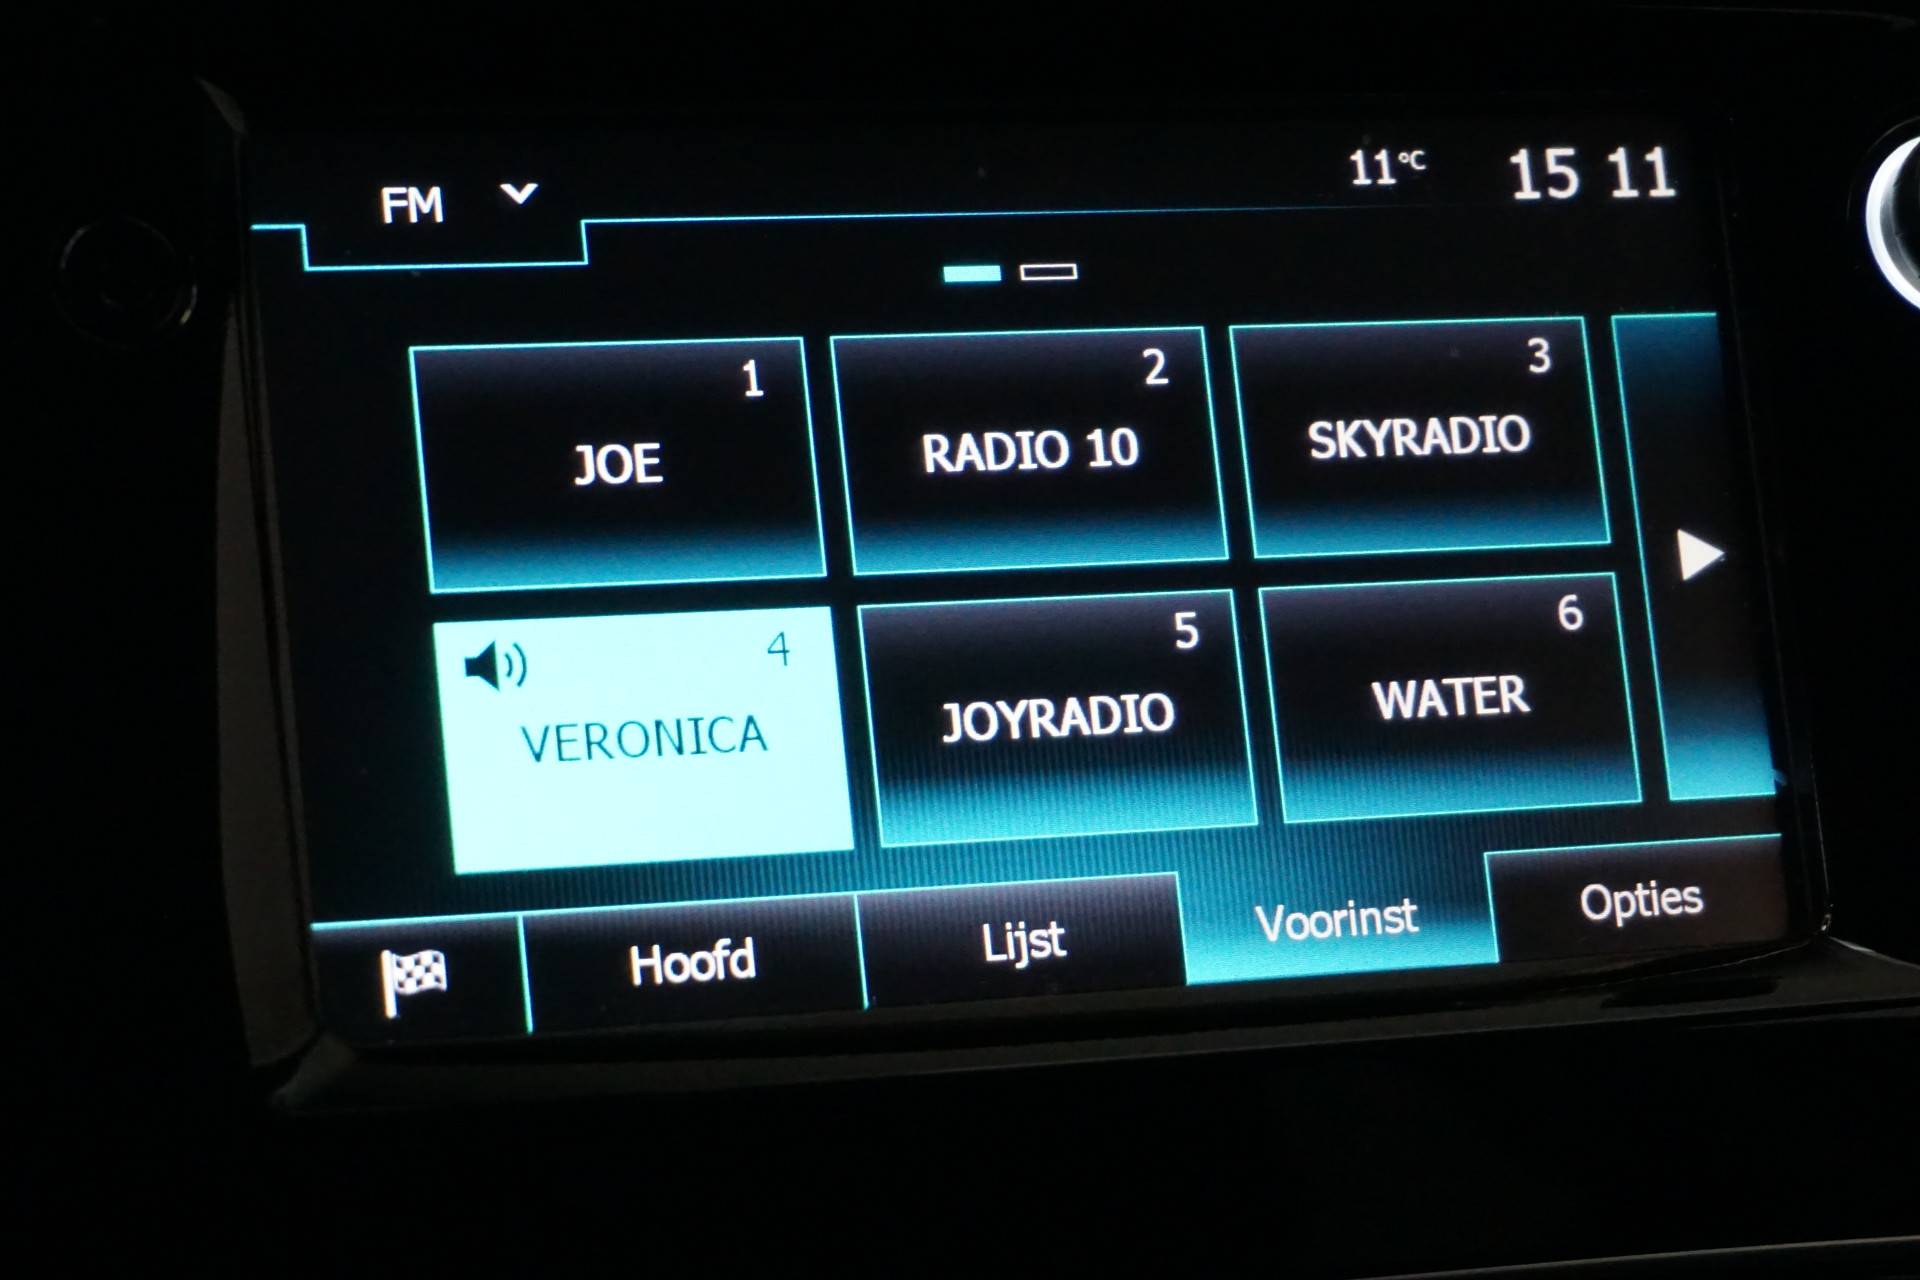 FM 11°C 15 11
1 2 3
JOE RADIO 10 SKYRADIO
4 5 6
VERONICA JOYRADIO WATER
Hoofd Lijst Voorinst Opties